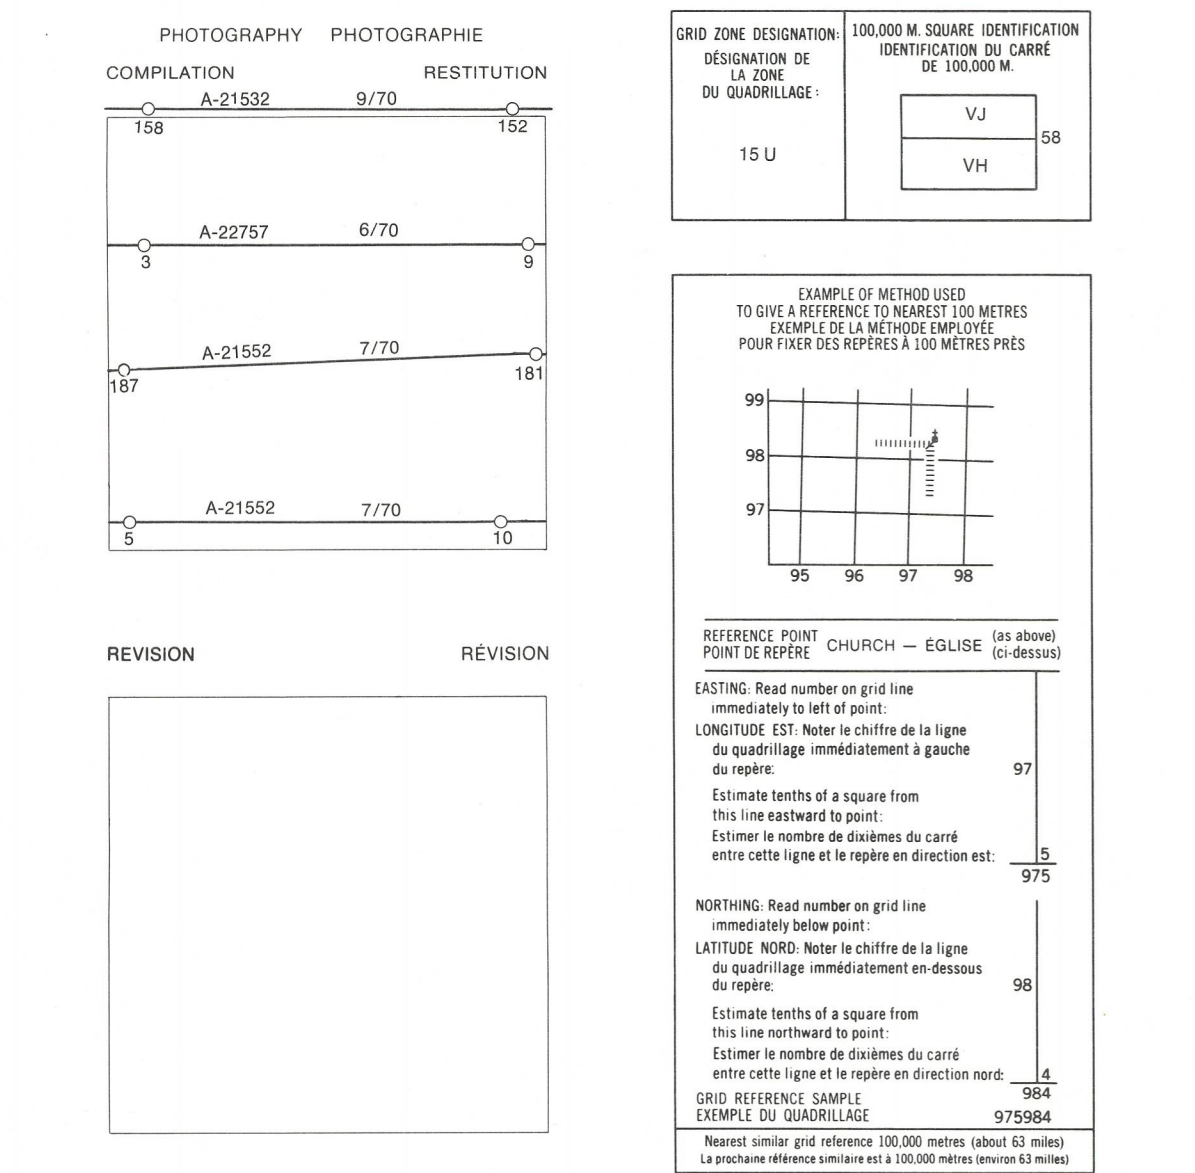 PHOTOGRAPHY PHOTOGRAPHIE
COMPILATION RESTITUTION
A-21532 9/70
158 152
A-22757 6/70
3 9
A-21552 7/70
187 181
A-21552 7/70
5 10
REVISION RÉVISION
GRID ZONE DESIGNATION:
DÉSIGNATION DE
LA ZONE
DU QUADRILLAGE :
15 U
100,000 M. SQUARE IDENTIFICATION
IDENTIFICATION DU CARRÉ
DE 100,000 M.
VJ
58
VH
EXAMPLE OF METHOD USED
TO GIVE A REFERENCE TO NEAREST 100 METRES
EXEMPLE DE LA MÉTHODE EMPLOYÉE
POUR FIXER DES REPÈRES À 100 MÈTRES PRÈS
99
98
97
95 96 97 98
REFERENCE POINT
POINT DE REPÈRE
CHURCH — ÉGLISE
(as above)
(ci-dessus)
EASTING: Read number on grid line
immediately to left of point:
LONGITUDE EST: Noter le chiffre de la ligne
du quadrillage immédiatement à gauche
du repère: 97
Estimate tenths of a square from
this line eastward to point:
Estimer le nombre de dixièmes du carré
entre cette ligne et le repère en direction est: 5
975
NORTHING: Read number on grid line
immediately below point:
LATITUDE NORD: Noter le chiffre de la ligne
du quadrillage immédiatement en-dessous
du repère: 98
Estimate tenths of a square from
this line northward to point:
Estimer le nombre de dixièmes du carré
entre cette ligne et le repère en direction nord: 4
984
GRID REFERENCE SAMPLE
EXEMPLE DU QUADRILLAGE 975984
Nearest similar grid reference 100,000 metres (about 63 miles)
La prochaine référence similaire est à 100,000 mètres (environ 63 milles)